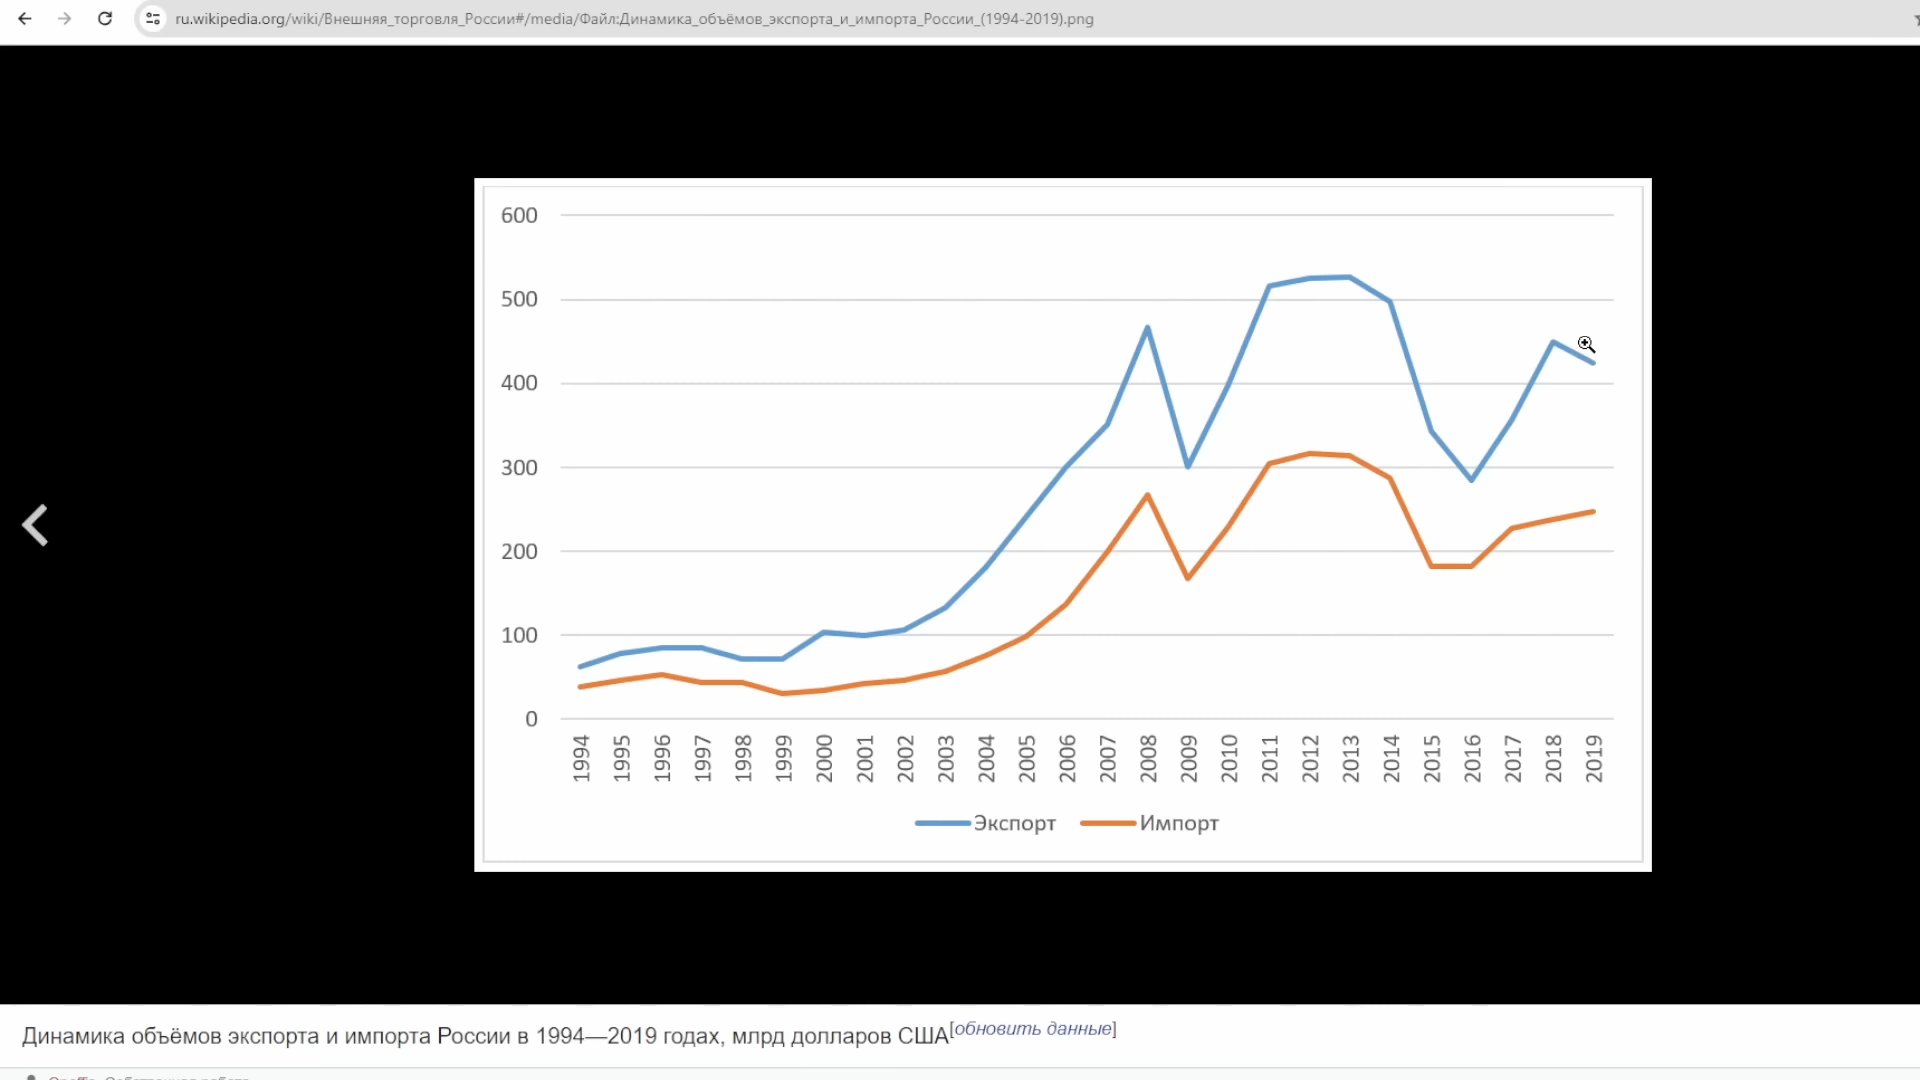 ru.wikipedia.org/wiki/Внешняя_торговля_России#/media/Файл:Динамика_объёмов_экспорта_и_импорта_России_(1994-2019).png
600
500
400
300
200
100
0
1994 1995 1996 1997 1998 1999 2000 2001 2002 2003 2004 2005 2006 2007 2008 2009 2010 2011 2012 2013 2014 2015 2016 2017 2018 2019
Экспорт Импорт
Динамика объёмов экспорта и импорта России в 1994—2019 годах, млрд долларов США[обновить данные]